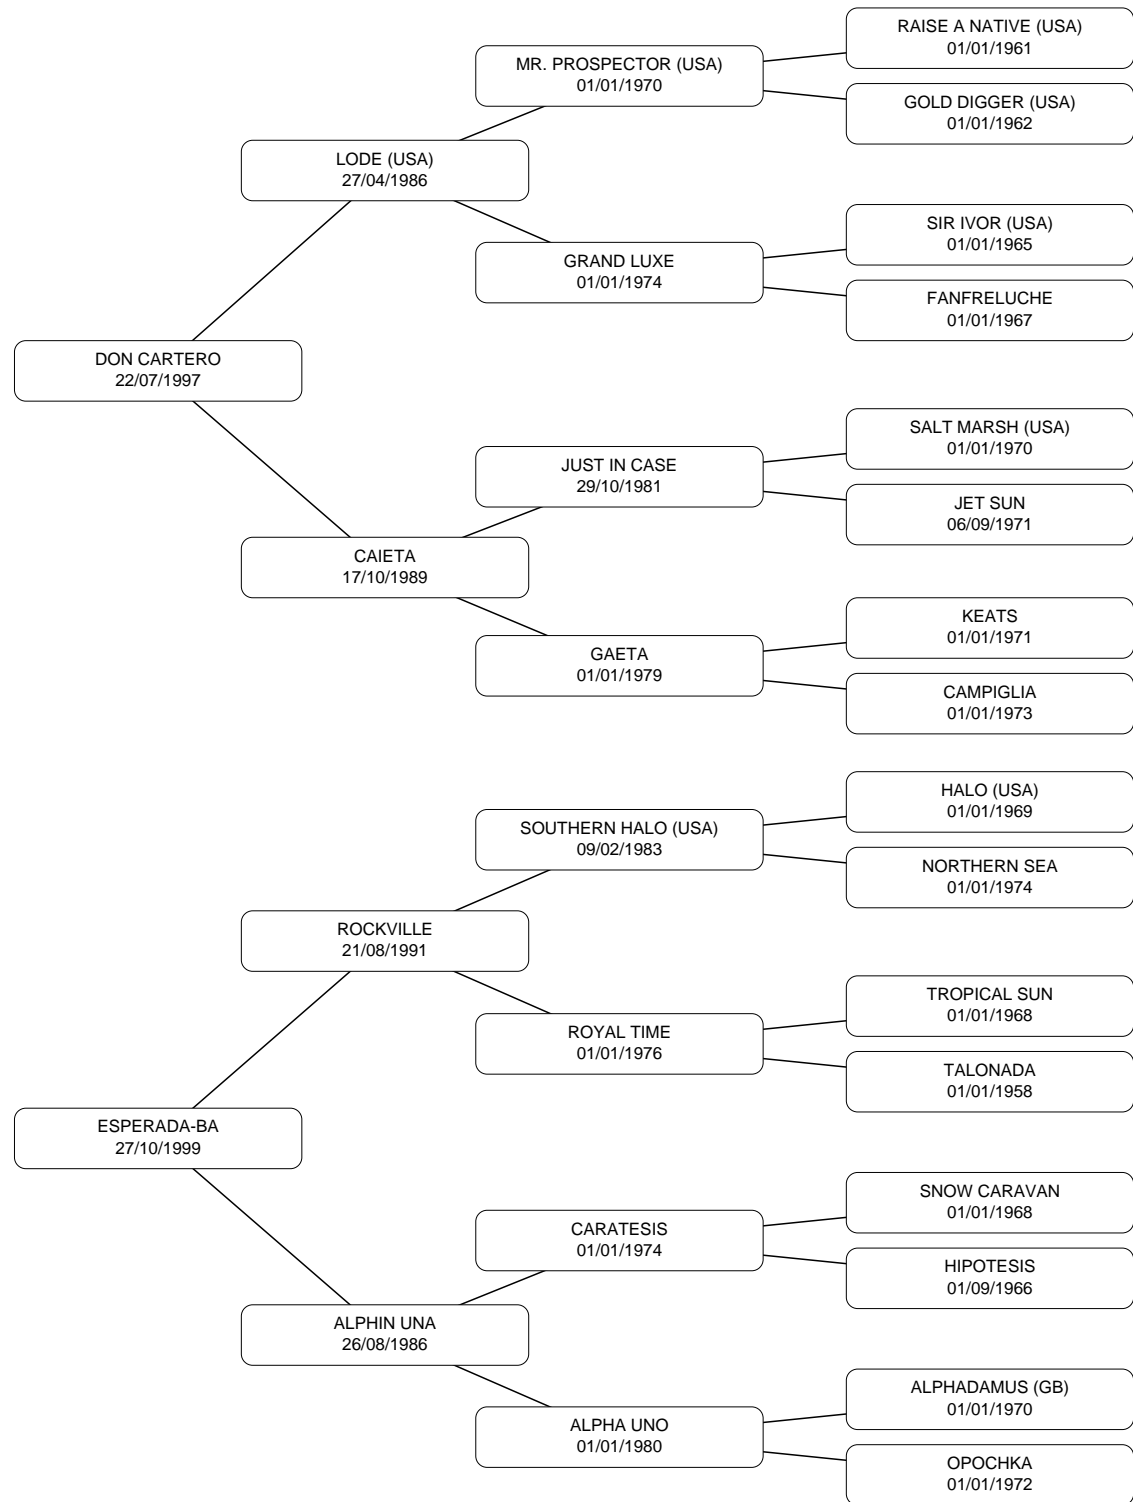 RAISE A NATIVE (USA)
01/01/1961
MR. PROSPECTOR (USA)
01/01/1970
GOLD DIGGER (USA)
01/01/1962
LODE (USA)
27/04/1986
SIR IVOR (USA)
01/01/1965
GRAND LUXE
01/01/1974
FANFRELUCHE
01/01/1967
DON CARTERO
22/07/1997
SALT MARSH (USA)
01/01/1970
JUST IN CASE
29/10/1981
JET SUN
06/09/1971
CAIETA
17/10/1989
KEATS
01/01/1971
GAETA
01/01/1979
CAMPIGLIA
01/01/1973
HALO (USA)
01/01/1969
SOUTHERN HALO (USA)
09/02/1983
NORTHERN SEA
01/01/1974
ROCKVILLE
21/08/1991
TROPICAL SUN
01/01/1968
ROYAL TIME
01/01/1976
TALONADA
01/01/1958
ESPERADA-BA
27/10/1999
SNOW CARAVAN
01/01/1968
CARATESIS
01/01/1974
HIPOTESIS
01/09/1966
ALPHIN UNA
26/08/1986
ALPHADAMUS (GB)
01/01/1970
ALPHA UNO
01/01/1980
OPOCHKA
01/01/1972